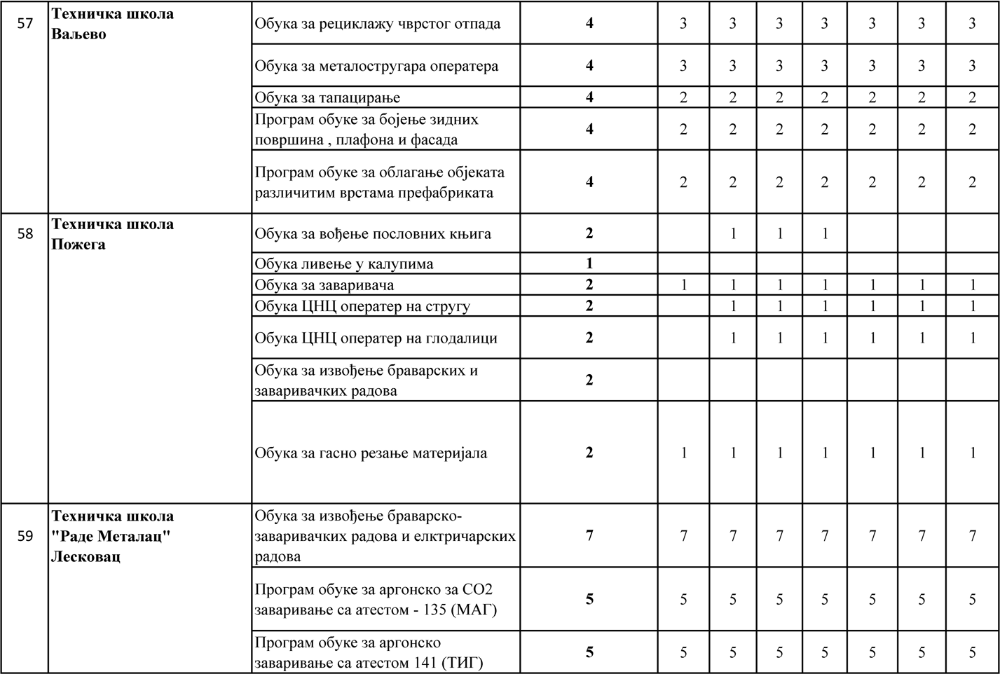 57
Техничка школа
Ваљево
Обука за рециклажу чврстог отпада 4 3 3 3 3 3 3 3
Обука за металостругара оператера 4 3 3 3 3 3 3 3
Обука за тапацирање 4 2 2 2 2 2 2 2
Програм обуке за бојење зидних
површина , плафона и фасада 4 2 2 2 2 2 2 2
Програм обуке за облагање објеката
различитим врстама префабриката 4 2 2 2 2 2 2 2
58
Техничка школа
Пожега
Обука за вођење пословних књига 2 1 1 1
Обука ливење у калупима 1
Обука за заваривача 2 1 1 1 1 1 1 1
Обука ЦНЦ оператер на стругу 2 1 1 1 1 1 1
Обука ЦНЦ оператер на глодалици 2 1 1 1 1 1 1
Обука за извођење браварских и
заваривачких радова 2
Обука за гасно резање материјала 2 1 1 1 1 1 1 1
59
Техничка школа
"Раде Металац"
Лесковац
Обука за извођење браварско-
заваривачких радова и елктричарских 7 7 7 7 7 7 7 7
радова
Програм обуке за аргонско за СО2
заваривање са атестом - 135 (МАГ) 5 5 5 5 5 5 5 5
Програм обуке за аргонско
заваривање са атестом 141 (ТИГ) 5 5 5 5 5 5 5 5